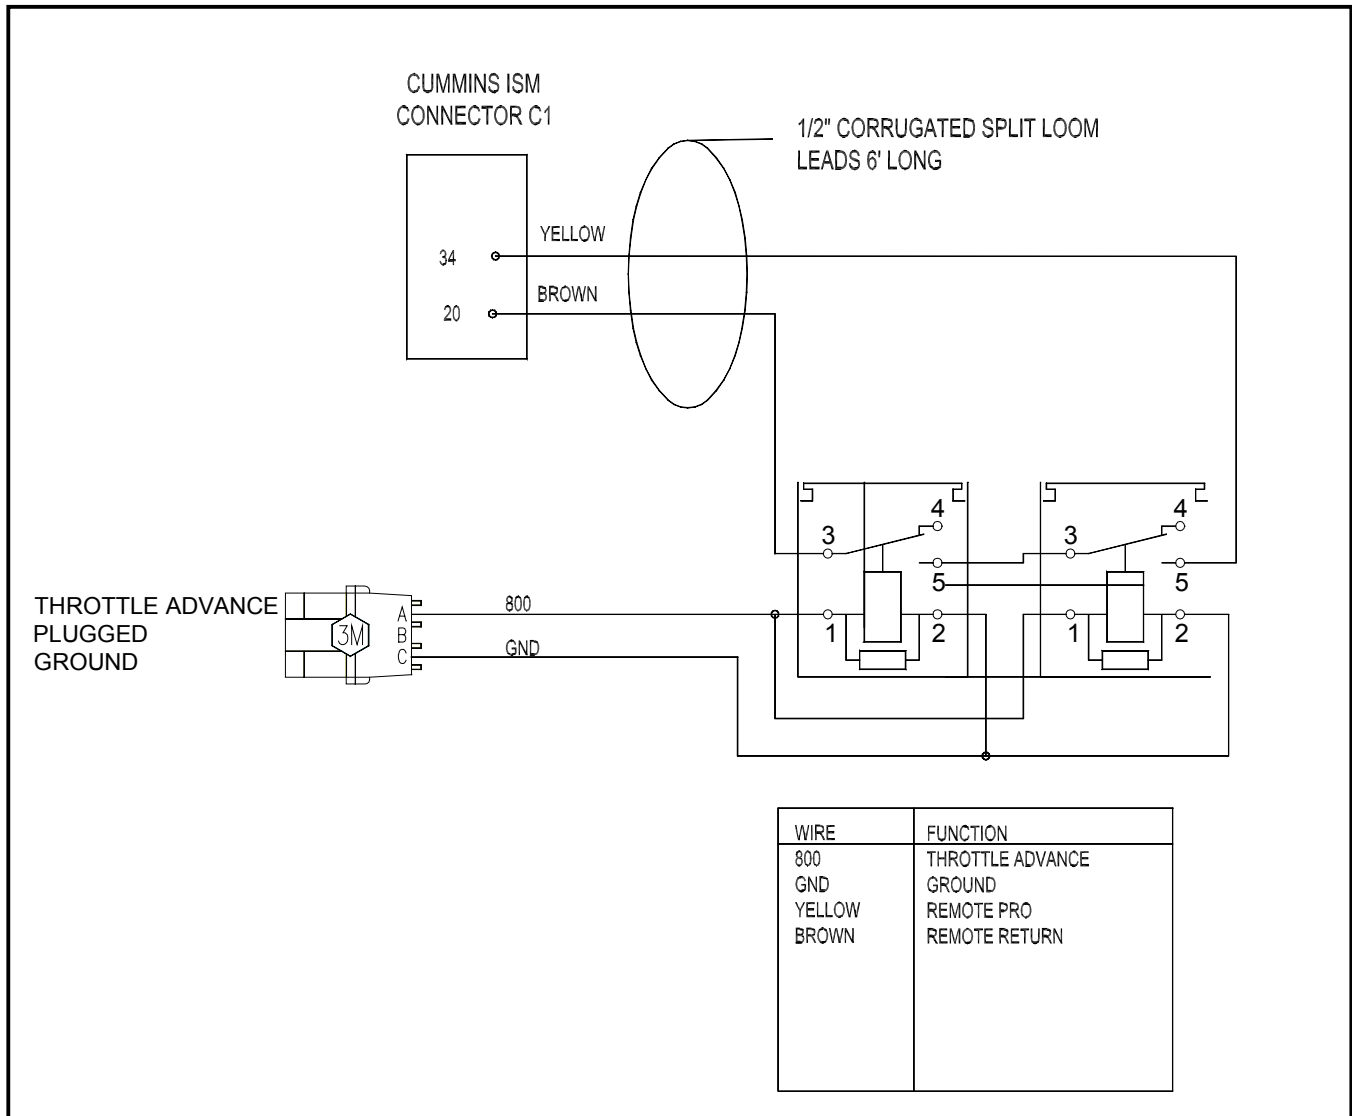 CUMMINS ISM
CONNECTOR C1
1/2" CORRUGATED SPLIT LOOM
LEADS 6' LONG
YELLOW
34
BROWN
20
4
4
3
3
5
5
THROTTLE ADVANCE
PLUGGED
GROUND
A
B
C
3M
800
GND
1
2
1
2
WIRE FUNCTION
800 THROTTLE ADVANCE
GND GROUND
YELLOW REMOTE PRO
BROWN REMOTE RETURN